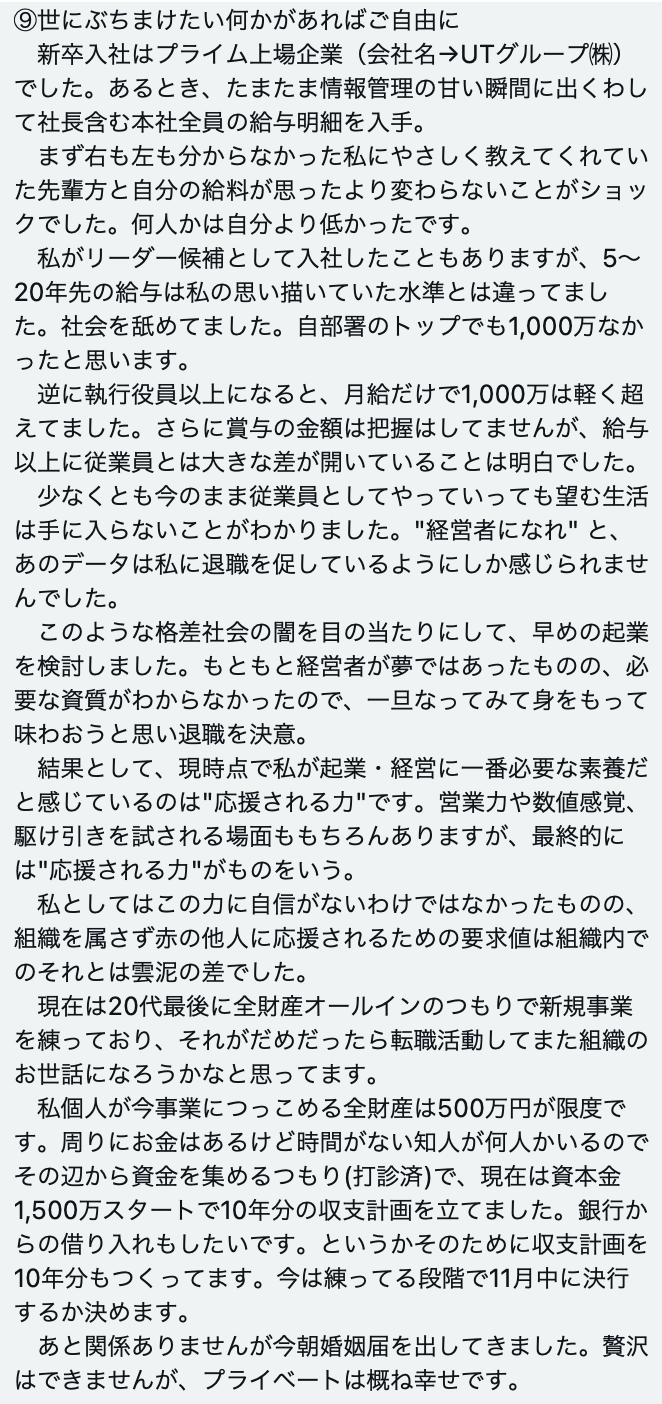 ⑨世にぶちまけたい何かがあればご自由に
　新卒入社はプライム上場企業（会社名→UTグループ㈱）
でした。あるとき、たまたま情報管理の甘い瞬間に出くわし
て社長含む本社全員の給与明細を入手。
　まず右も左も分からなかった私にやさしく教えてくれてい
た先輩方と自分の給料が思ったより変わらないことがショッ
クでした。何人かは自分より低かったです。
　私がリーダー候補として入社したこともありますが、5〜
20年先の給与は私の思い描いていた水準とは違ってまし
た。社会を舐めてました。自部署のトップでも1,000万なか
ったと思います。
　逆に執行役員以上になると、月給だけで1,000万は軽く超
えてました。さらに賞与の金額は把握はしてませんが、給与
以上に従業員とは大きな差が開いていることは明白でした。
　少なくとも今のまま従業員としてやっていっても望む生活
は手に入らないことがわかりました。"経営者になれ" と、
あのデータは私に退職を促しているようにしか感じられませ
んでした。
　このような格差社会の闇を目の当たりにして、早めの起業
を検討しました。もともと経営者が夢ではあったものの、必
要な資質がわからなかったので、一旦なってみて身をもって
味わおうと思い退職を決意。
　結果として、現時点で私が起業・経営に一番必要な素養だ
と感じているのは"応援される力"です。営業力や数値感覚、
駆け引きを試される場面ももちろんありますが、最終的に
は"応援される力"がものをいう。
　私としてはこの力に自信がないわけではなかったものの、
組織を属さず赤の他人に応援されるための要求値は組織内で
のそれとは雲泥の差でした。
　現在は20代最後に全財産オールインのつもりで新規事業
を練っており、それがだめだったら転職活動してまた組織の
お世話になろうかなと思ってます。
　私個人が今事業につっこめる全財産は500万円が限度で
す。周りにお金はあるけど時間がない知人が何人かいるので
その辺から資金を集めるつもり(打診済)で、現在は資本金
1,500万スタートで10年分の収支計画を立てました。銀行か
らの借り入れもしたいです。というかそのために収支計画を
10年分もつくってます。今は練ってる段階で11月中に決行
するか決めます。
　あと関係ありませんが今朝婚姻届を出してきました。贅沢
はできませんが、プライベートは概ね幸せです。